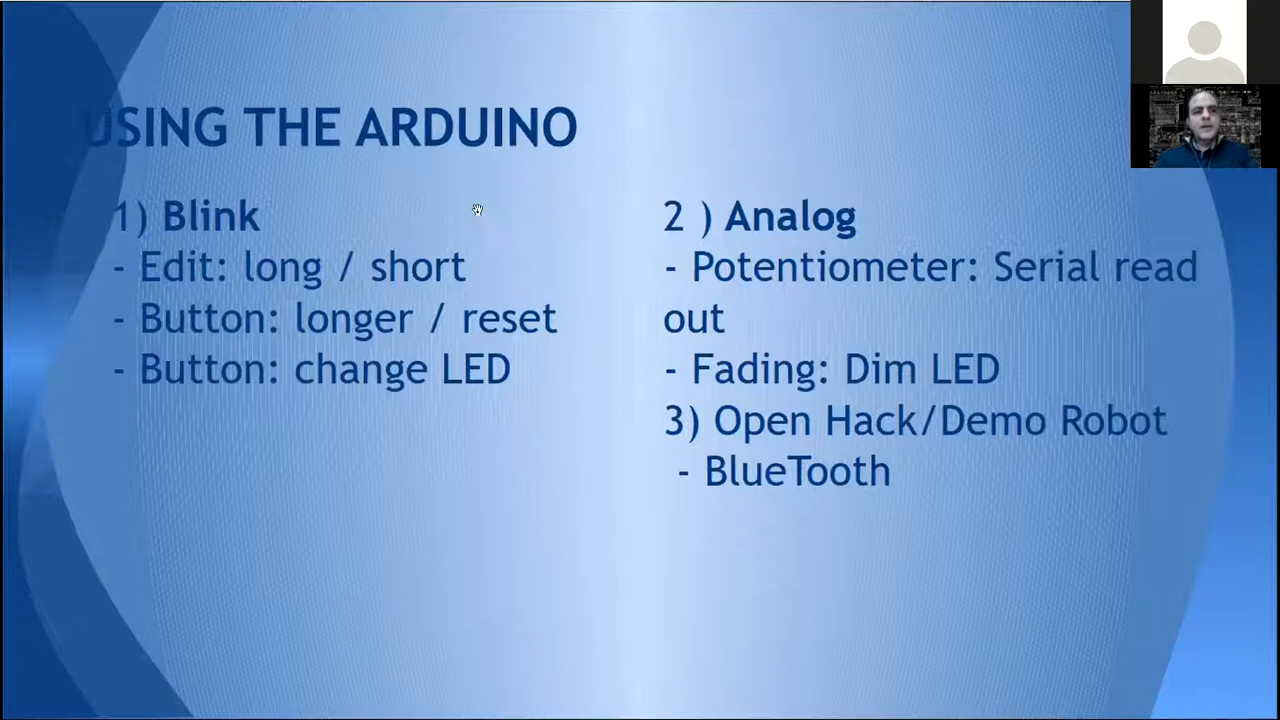 USING THE ARDUINO
1) Blink
- Edit: long / short
- Button: longer / reset
- Button: change LED
2 ) Analog
- Potentiometer: Serial read
out
- Fading: Dim LED
3) Open Hack/Demo Robot
- BlueTooth